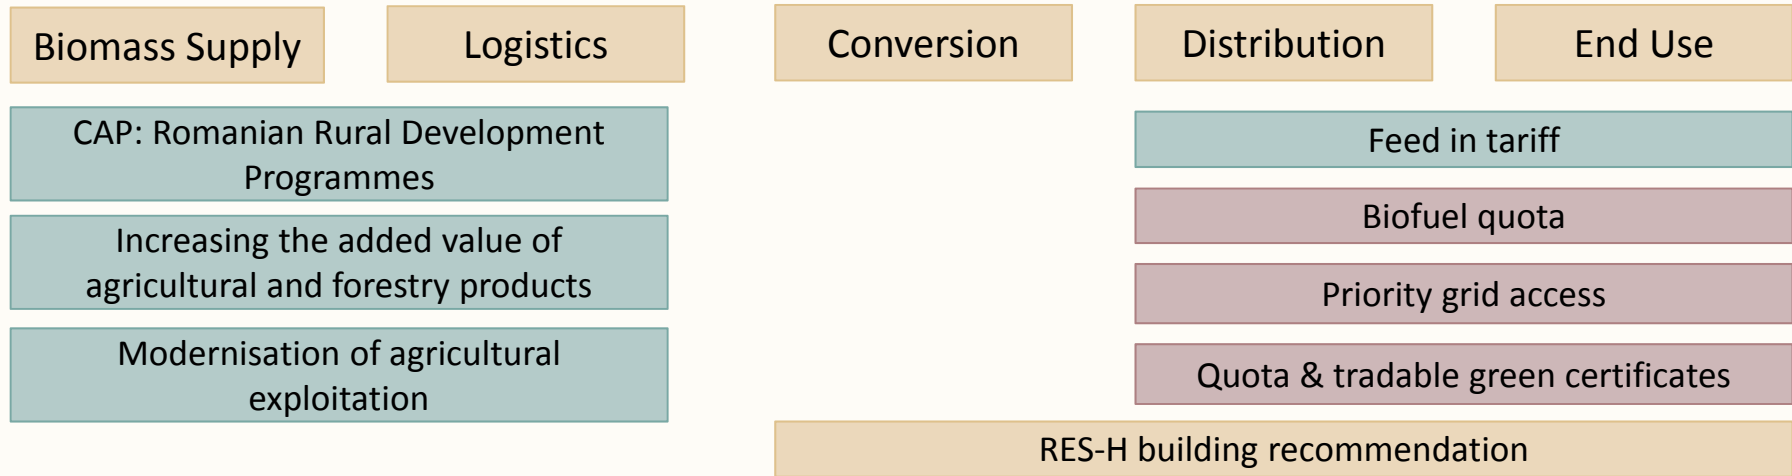 Biomass Supply
Logistics
Conversion
Distribution
End Use
CAP: Romanian Rural Development
Programmes
Increasing the added value of
agricultural and forestry products
Modernisation of agricultural
exploitation
Feed in tariff
Biofuel quota
Priority grid access
Quota & tradable green certificates
RES-H building recommendation